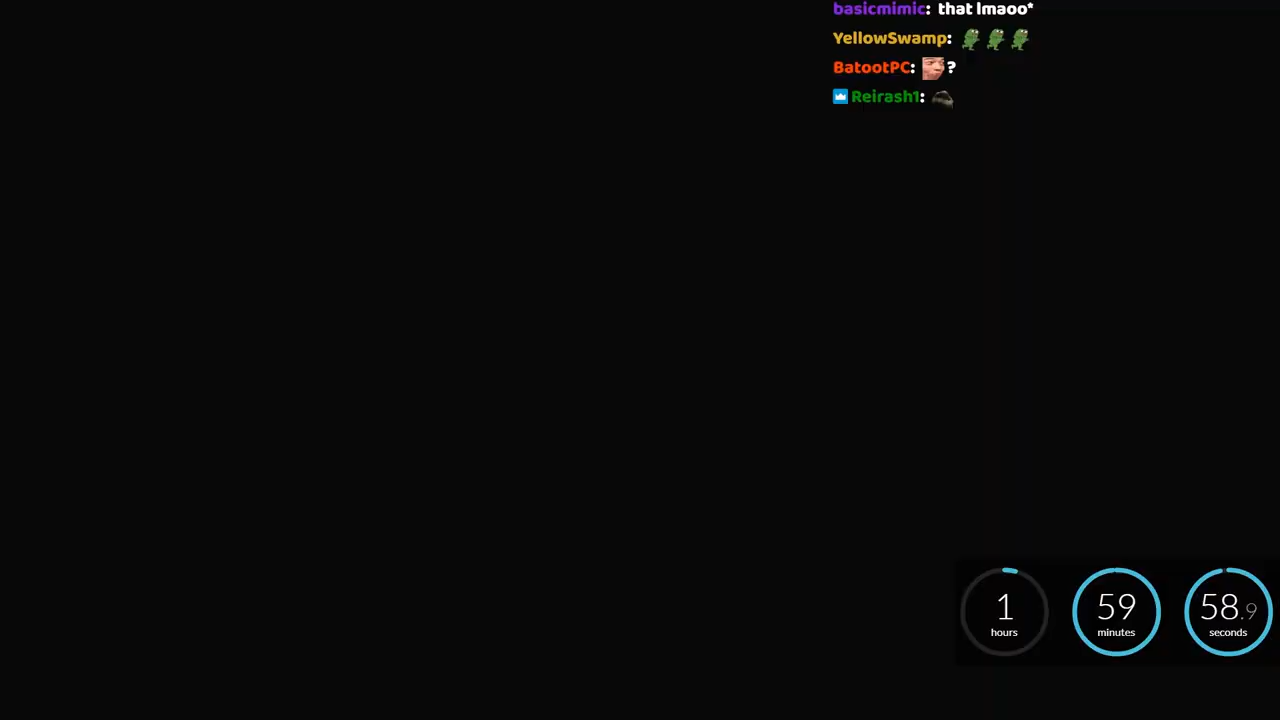 basicmimic: that lmaoo*
YellowSwamp:
BatootPC: ?
Reirash1:
1 hours
59 minutes
58.9 seconds